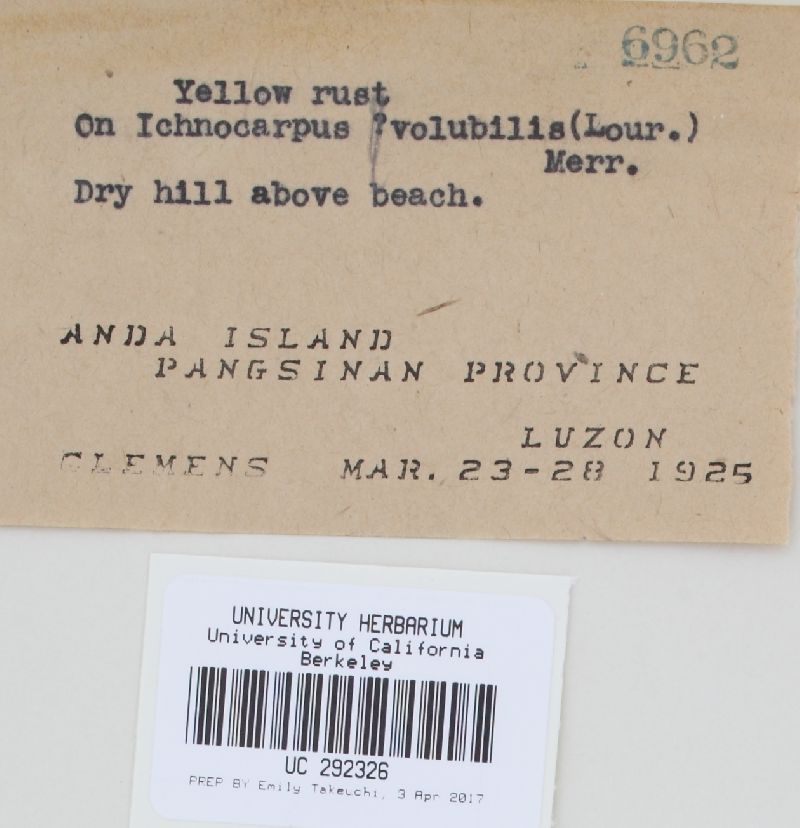 6962
Yellow rust
On Ichnocarpus ?volubilis(Lour.)
Merr.
Dry hill above beach.
ANDA ISLAND
PANGSINAN PROVINCE
LUZON
CLEMENS MAR. 23-28 1925
UNIVERSITY HERBARIUM
University of California
Berkeley
UC 292326
PREP BY Emily Takeuchi, 3 Apr 2017